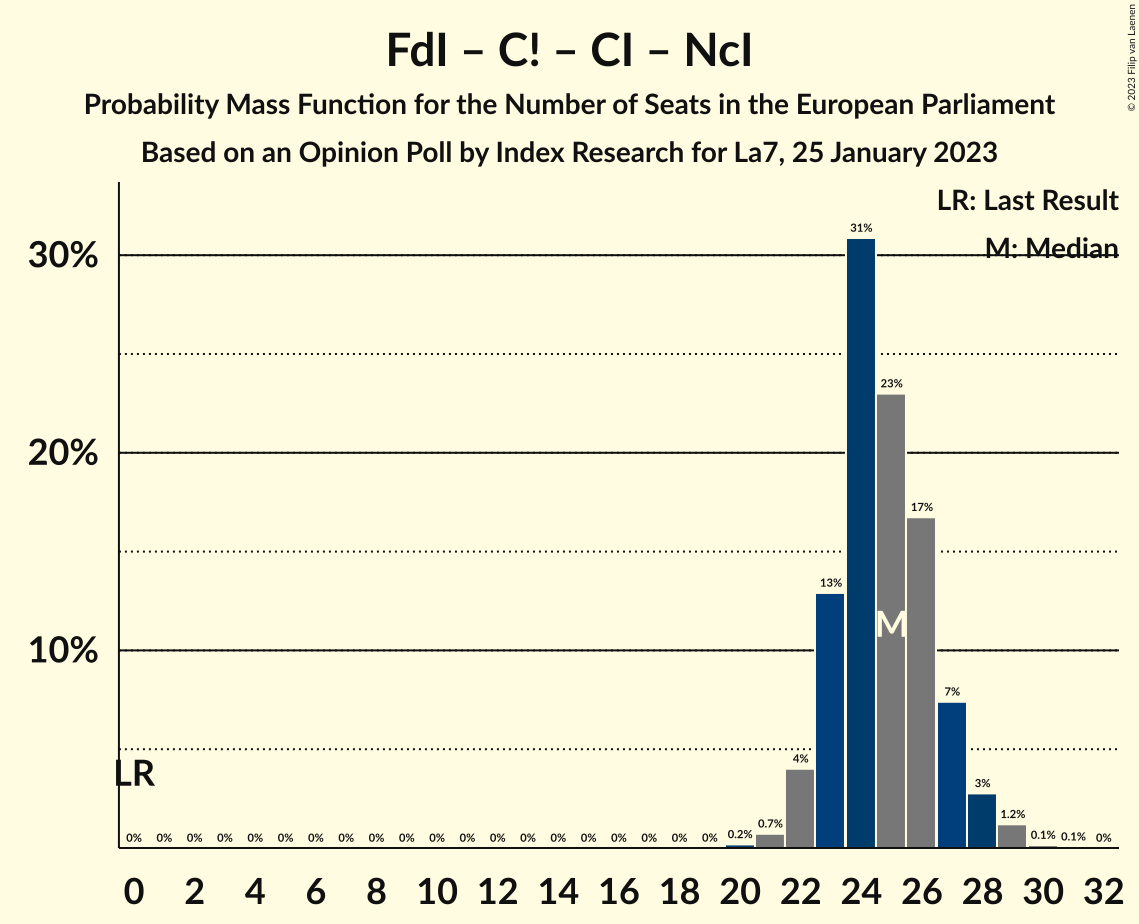 FdI – C! – CI – NcI
Probability Mass Function for the Number of Seats in the European Parliament
Based on an Opinion Poll by Index Research for La7, 25 January 2023
© 2023 Filip van Laenen
LR: Last Result
M: Median
30%
20%
10%
31%
23%
17%
13%
M
7%
4%
3%
LR
0% 0% 0% 0% 0% 0% 0% 0% 0% 0% 0% 0% 0% 0% 0% 0% 0% 0% 0% 0% 0.2% 0.7% 1.2% 0.1% 0.1% 0%
0 2 4 6 8 10 12 14 16 18 20 22 24 26 28 30 32